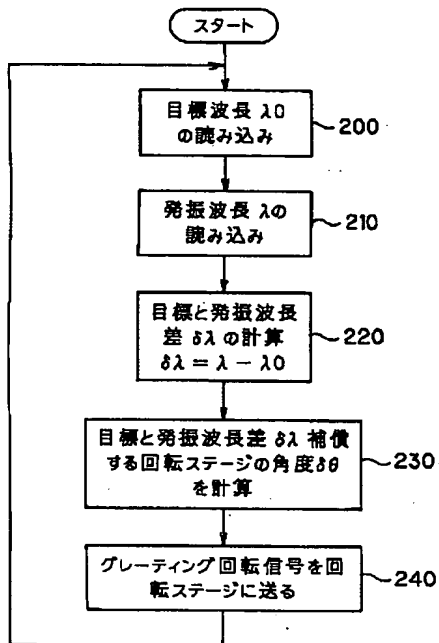 スタート
目標波長 λ0
の読み込み
200
発振波長 λの
読み込み
210
目標と発振波長
差 δλ の計算
δλ = λ − λ0
220
目標と発振波長差 δλ 補償
する回転ステージの角度δθ
を計算
230
グレーティング回転信号を回
転ステージに送る
240